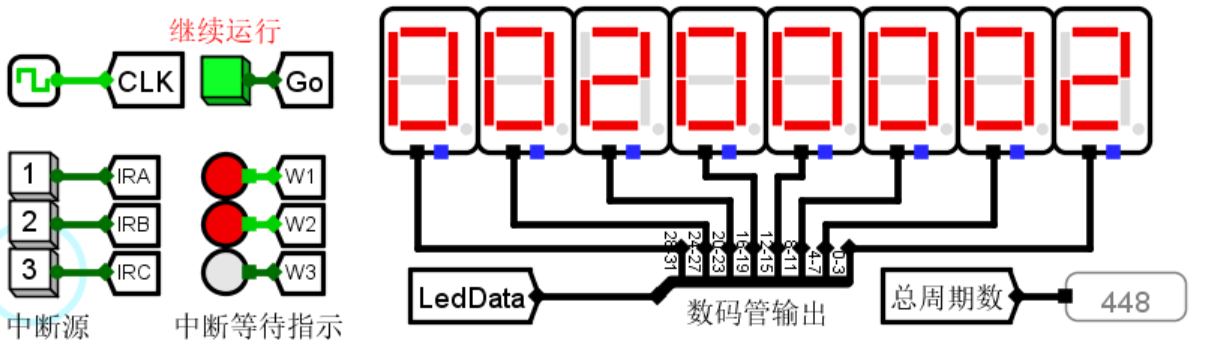 继续运行
CLK
Go
00200002
1
IRA
W1
2
IRB
W2
3
IRC
W3
中断源
中断等待指示
28-31
24-27
20-23
16-19
12-15
8-11
4-7
0-3
LedData
数码管输出
总周期数
448